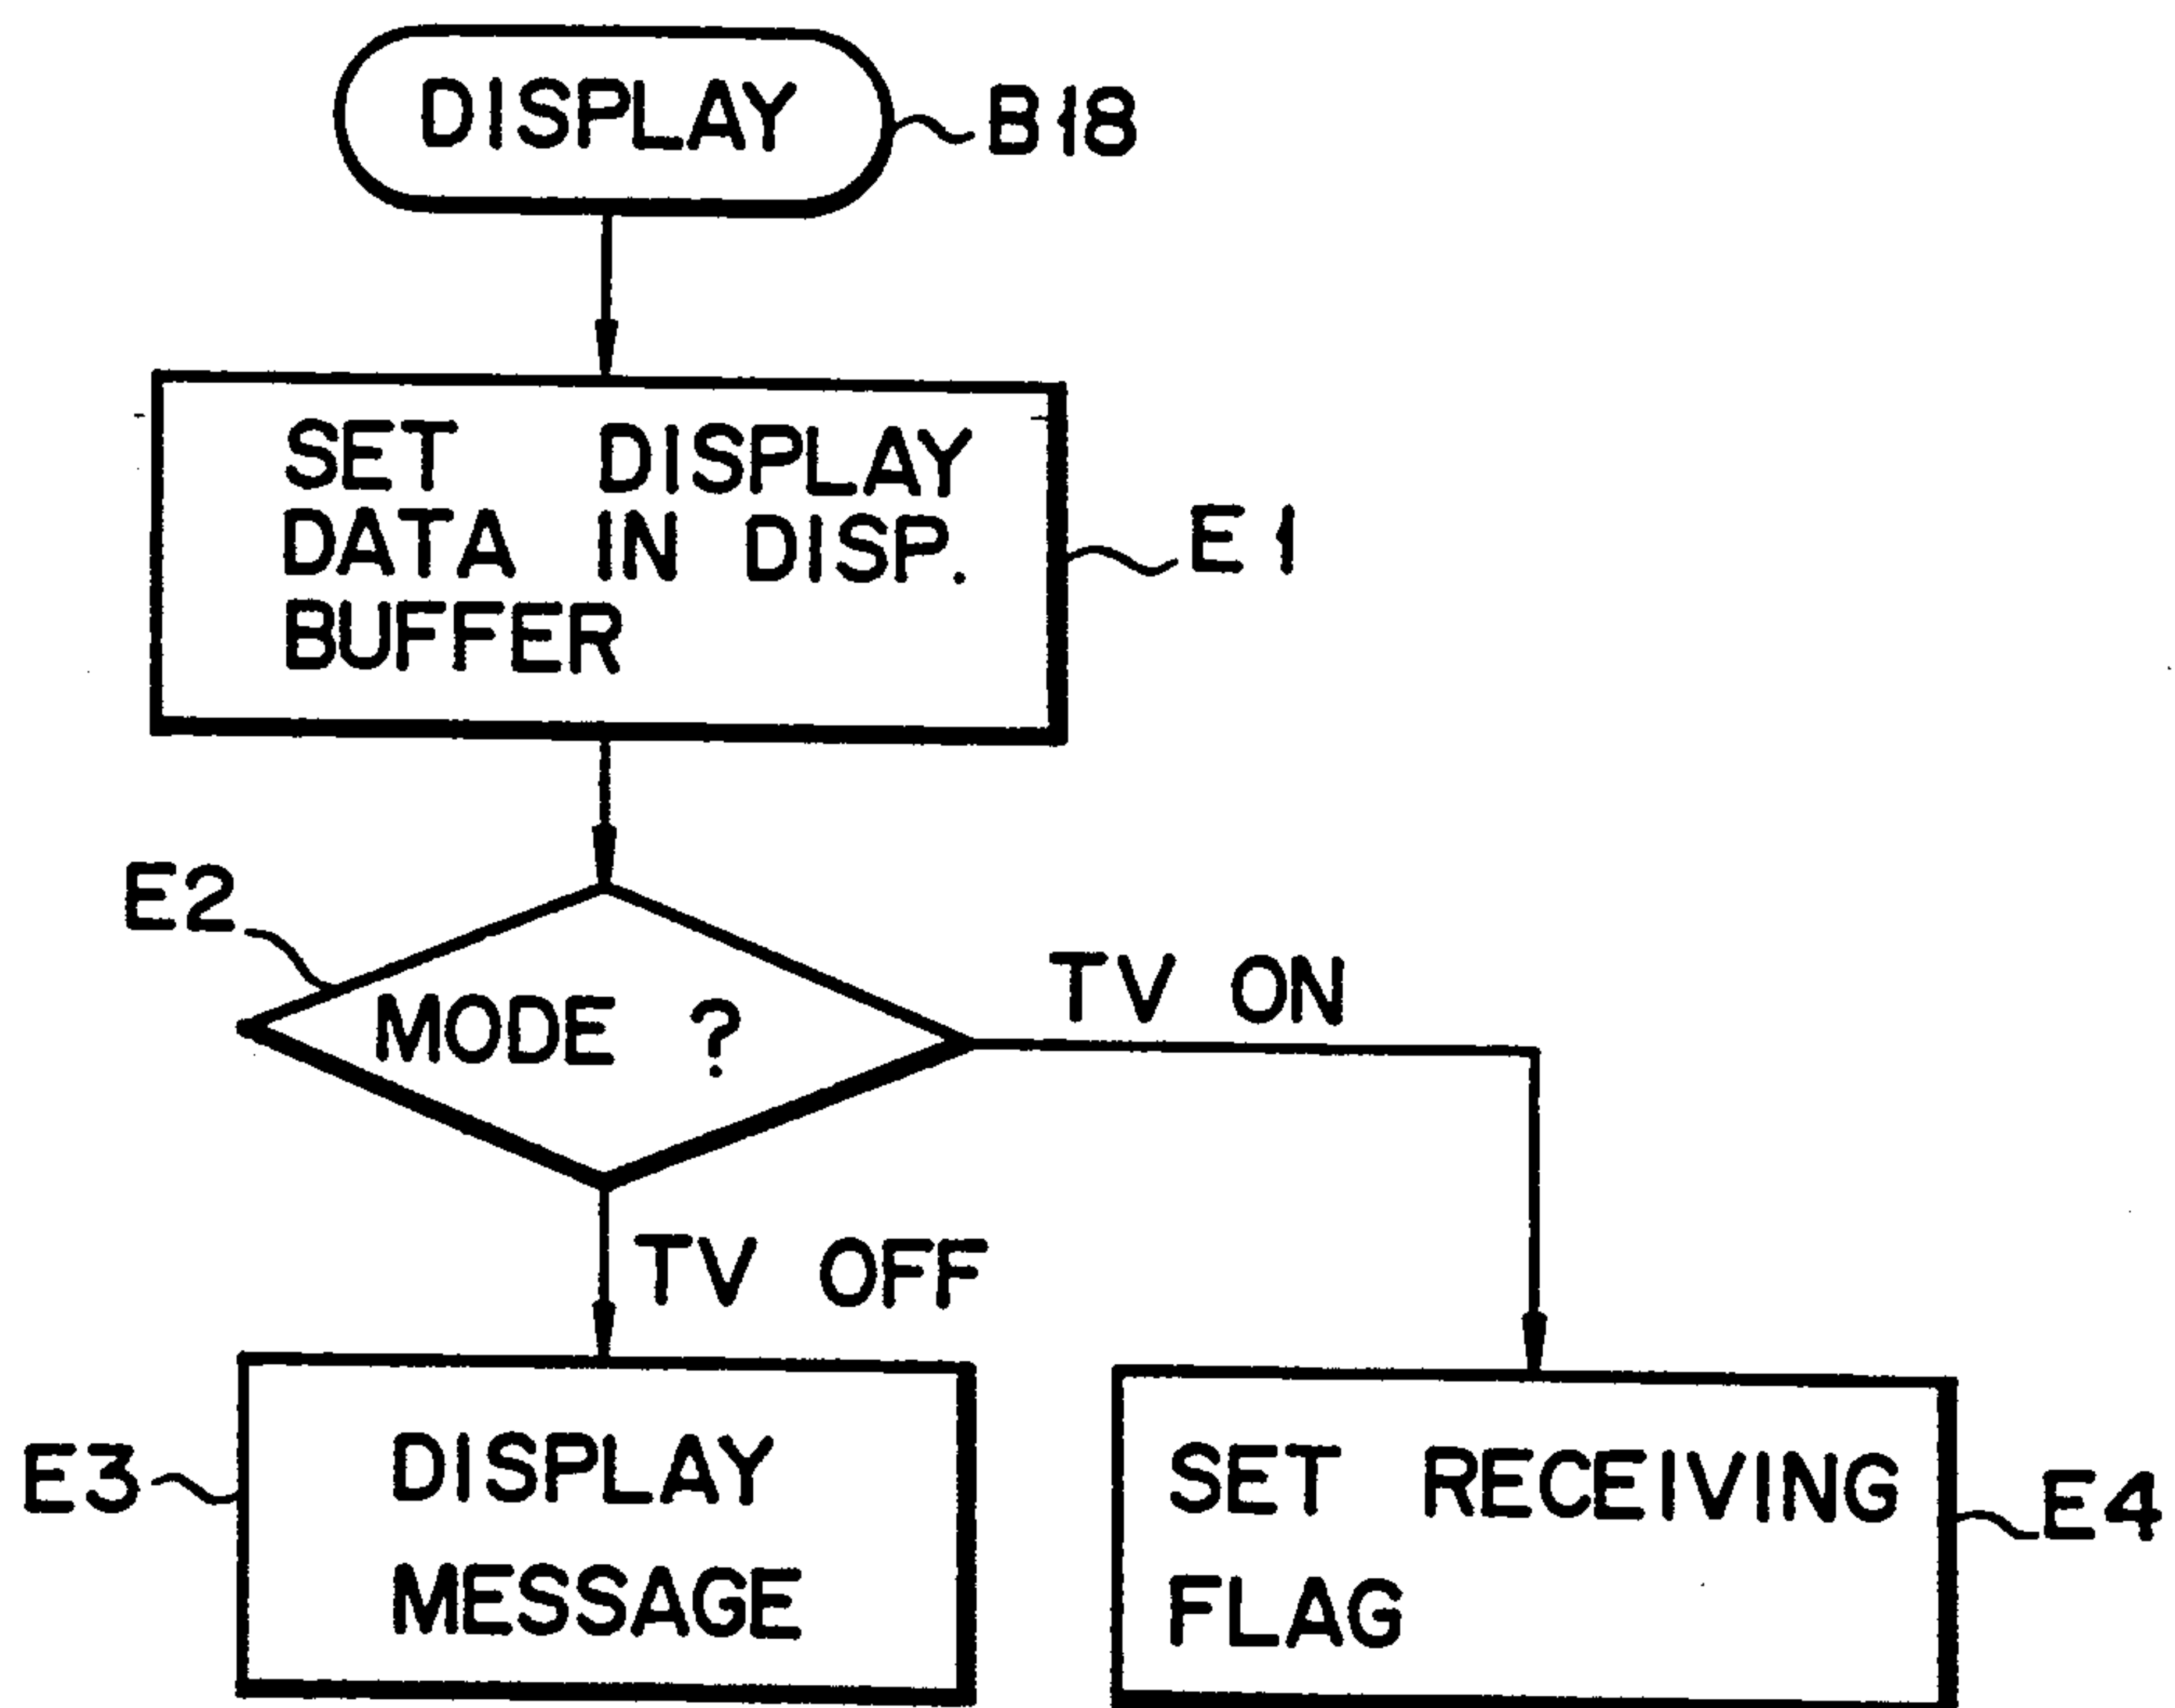 DISPLAY
B18
SET DISPLAY
DATA IN DISP.
BUFFER
E1
E2
MODE ?
TV ON
TV OFF
E3
DISPLAY
MESSAGE
SET RECEIVING
FLAG
E4